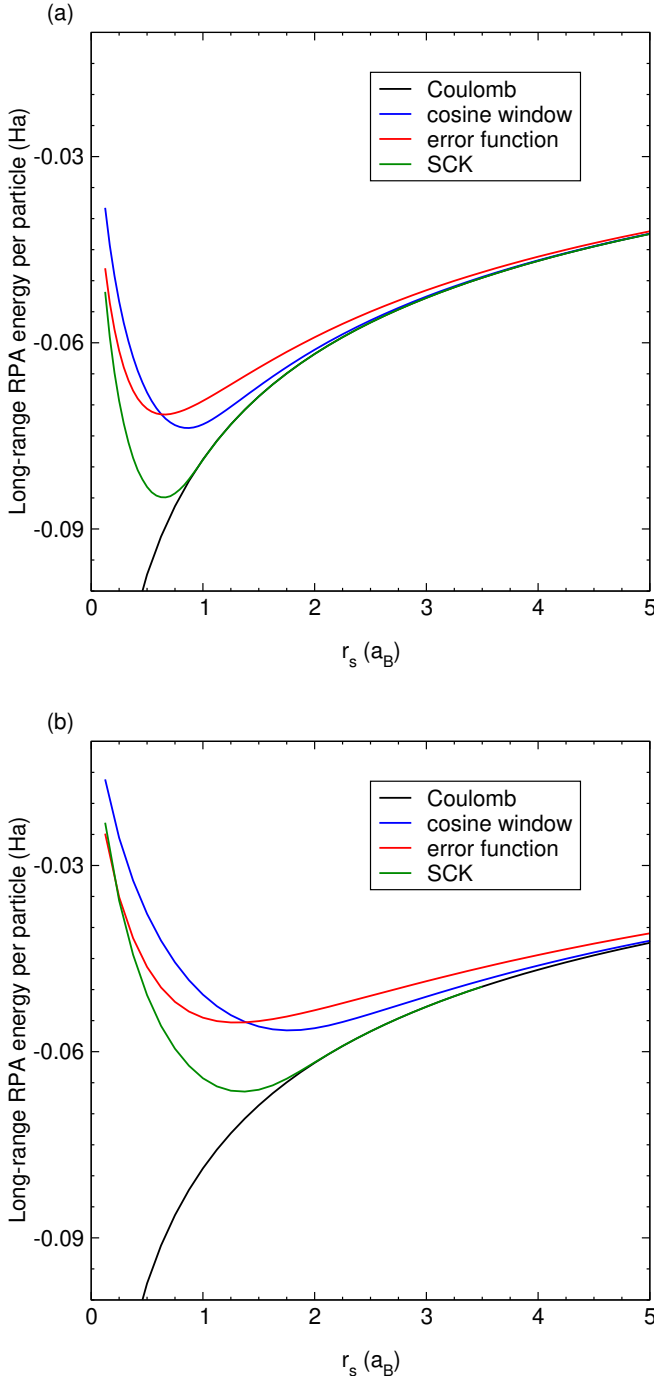 (a)
Long-range RPA energy per particle (Ha)
Coulomb
cosine window
error function
SCK
-0.03
-0.06
-0.09
0 1 2 3 4 5
r_s (a_B)
(b)
Long-range RPA energy per particle (Ha)
Coulomb
cosine window
error function
SCK
-0.03
-0.06
-0.09
0 1 2 3 4 5
r_s (a_B)